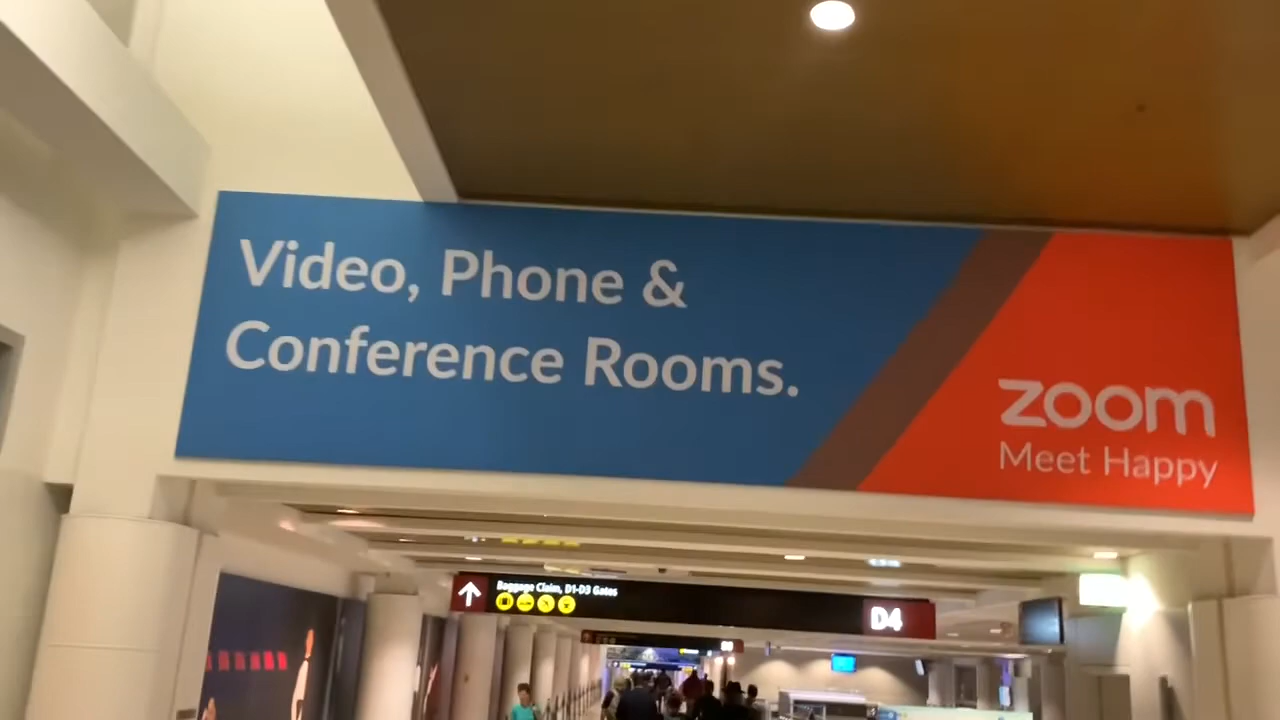 Video, Phone &
Conference Rooms.
zoom
Meet Happy
Baggage Claim, D1-D3 Gates
D4